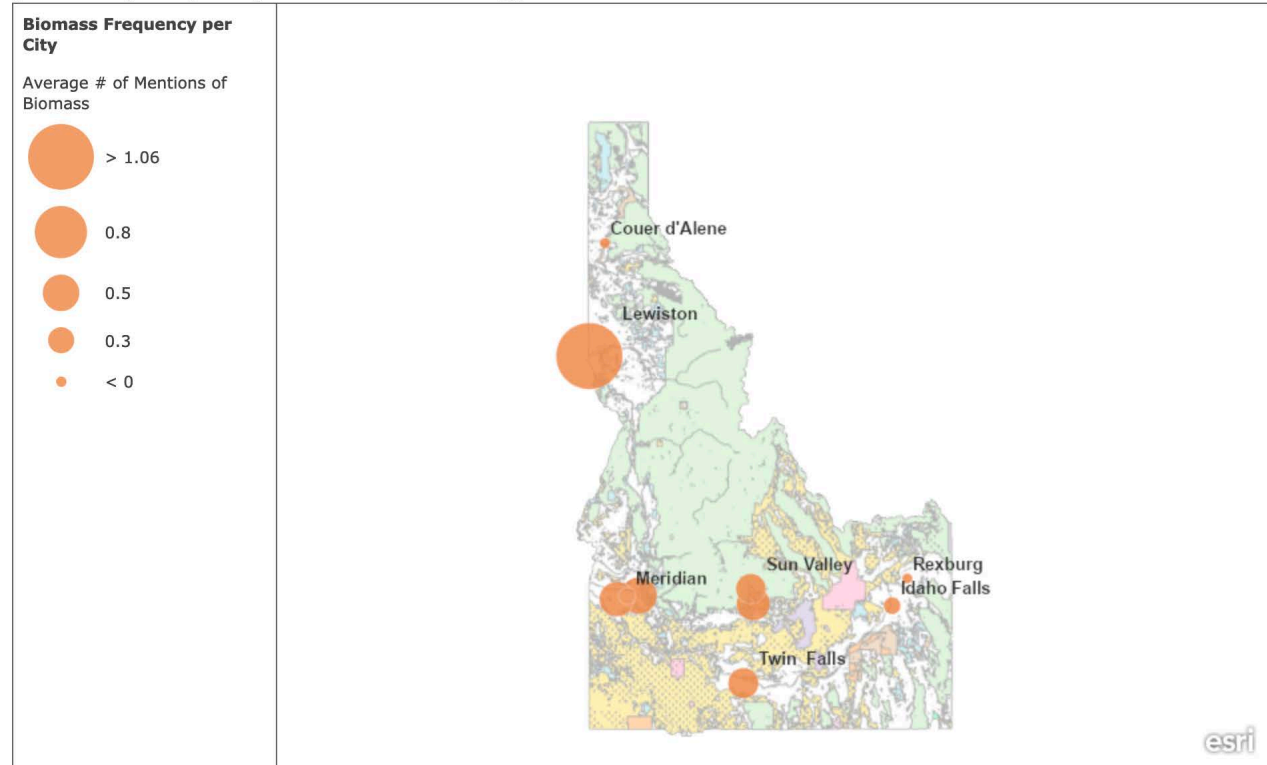 Biomass Frequency per
City
Average # of Mentions of
Biomass
> 1.06
0.8
0.5
0.3
< 0
Couer d'Alene
Lewiston
Sun Valley
Rexburg
Meridian
Idaho Falls
Twin Falls
esri